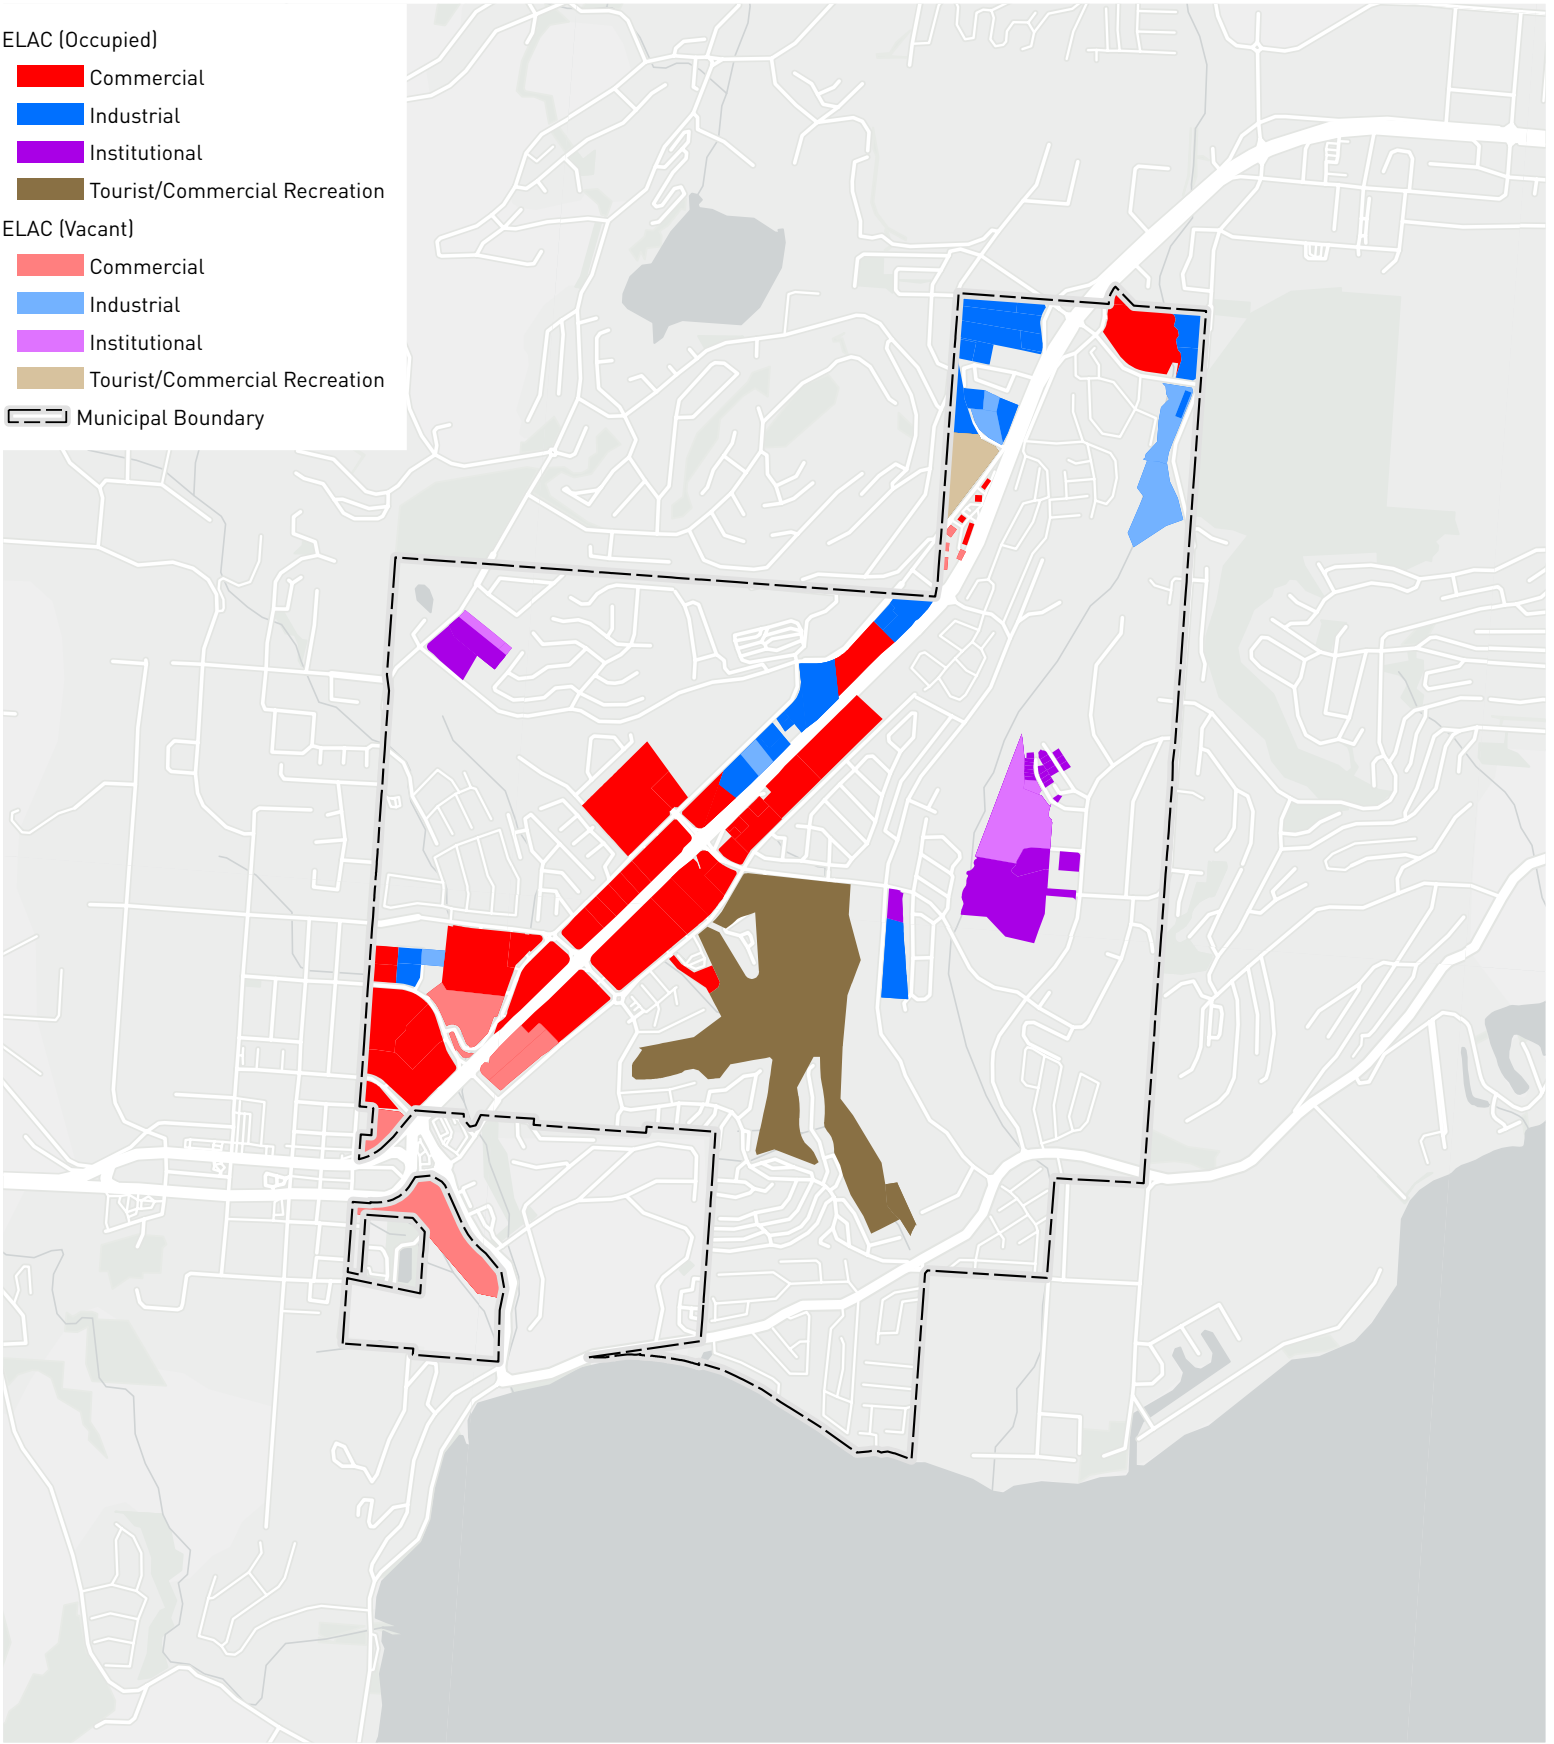 ELAC (Occupied)
Commercial
Industrial
Institutional
Tourist/Commercial Recreation
ELAC (Vacant)
Commercial
Industrial
Institutional
Tourist/Commercial Recreation
Municipal Boundary